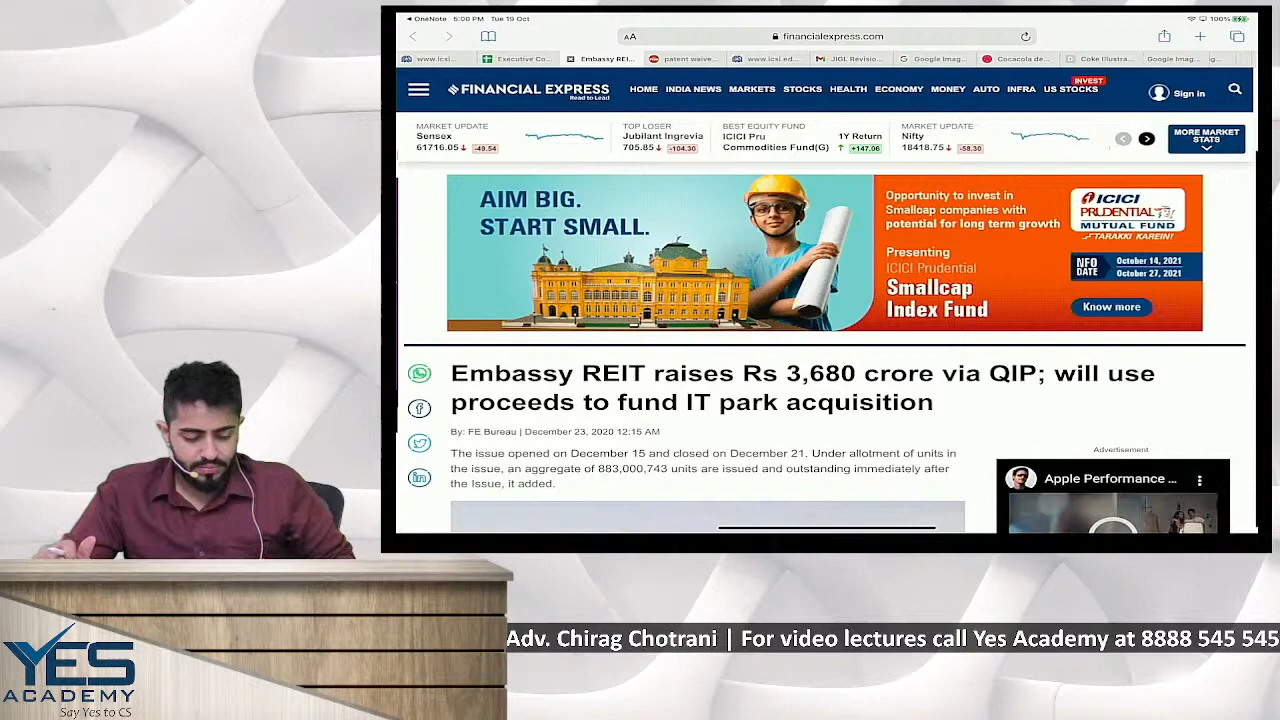 OneNote 5:00 PM Tue 19 Oct
100%
AA
financialexpress.com
www.icsi...
Executive Co...
Embassy REI...
patent waive...
www.icsi.ed...
JIGL Revisio...
Google Imag...
Cocacola de...
Coke Illustra...
Google Imag...
FINANCIAL EXPRESS
Read to Lead
HOME INDIA NEWS MARKETS STOCKS HEALTH ECONOMY MONEY AUTO INFRA US STOCKS
INVEST
Sign in
MARKET UPDATE
Sensex
61716.05 -49.54
TOP LOSER
Jubilant Ingrevia
705.85 -104.30
BEST EQUITY FUND
ICICI Pru 1Y Return
Commodities Fund(G) +147.06
MARKET UPDATE
Nifty
18418.75 -58.30
MORE MARKET
STATS
AIM BIG.
START SMALL.
Opportunity to invest in
Smallcap companies with
potential for long term growth
Presenting
ICICI Prudential
Smallcap
Index Fund
ICICI
PRUDENTIAL
MUTUAL FUND
TARAKKI KAREIN!
NFO
DATE
October 14, 2021
October 27, 2021
Know more
Embassy REIT raises Rs 3,680 crore via QIP; will use
proceeds to fund IT park acquisition
By: FE Bureau | December 23, 2020 12:15 AM
The issue opened on December 15 and closed on December 21. Under allotment of units in
the issue, an aggregate of 883,000,743 units are issued and outstanding immediately after
the Issue, it added.
Advertisement
Apple Performance ...
YES
ACADEMY
Say Yes to CS
Adv. Chirag Chotrani | For video lectures call Yes Academy at 8888 545 545